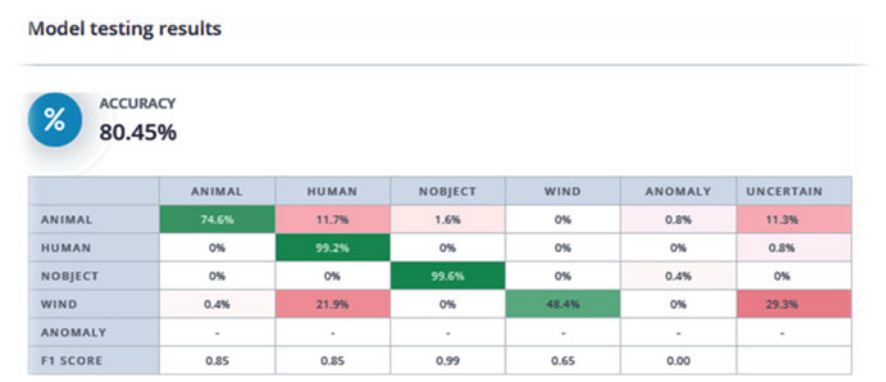 Model testing results
%
ACCURACY
80.45%
ANIMAL HUMAN NOBJECT WIND ANOMALY UNCERTAIN
ANIMAL 74.6% 11.7% 1.6% 0% 0.8% 11.3%
HUMAN 0% 99.2% 0% 0% 0% 0.8%
NOBJECT 0% 0% 99.6% 0% 0.4% 0%
WIND 0.4% 21.9% 0% 48.4% 0% 29.3%
ANOMALY - - - - - -
F1 SCORE 0.85 0.85 0.99 0.65 0.00